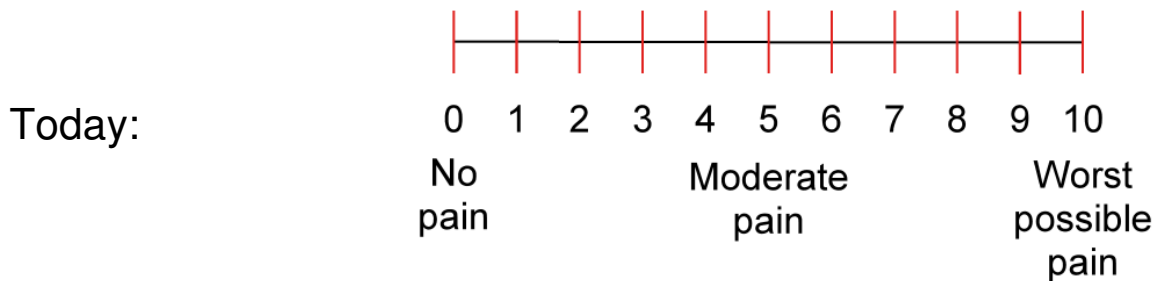 Today:
0 1 2 3 4 5 6 7 8 9 10
No pain
Moderate pain
Worst possible pain